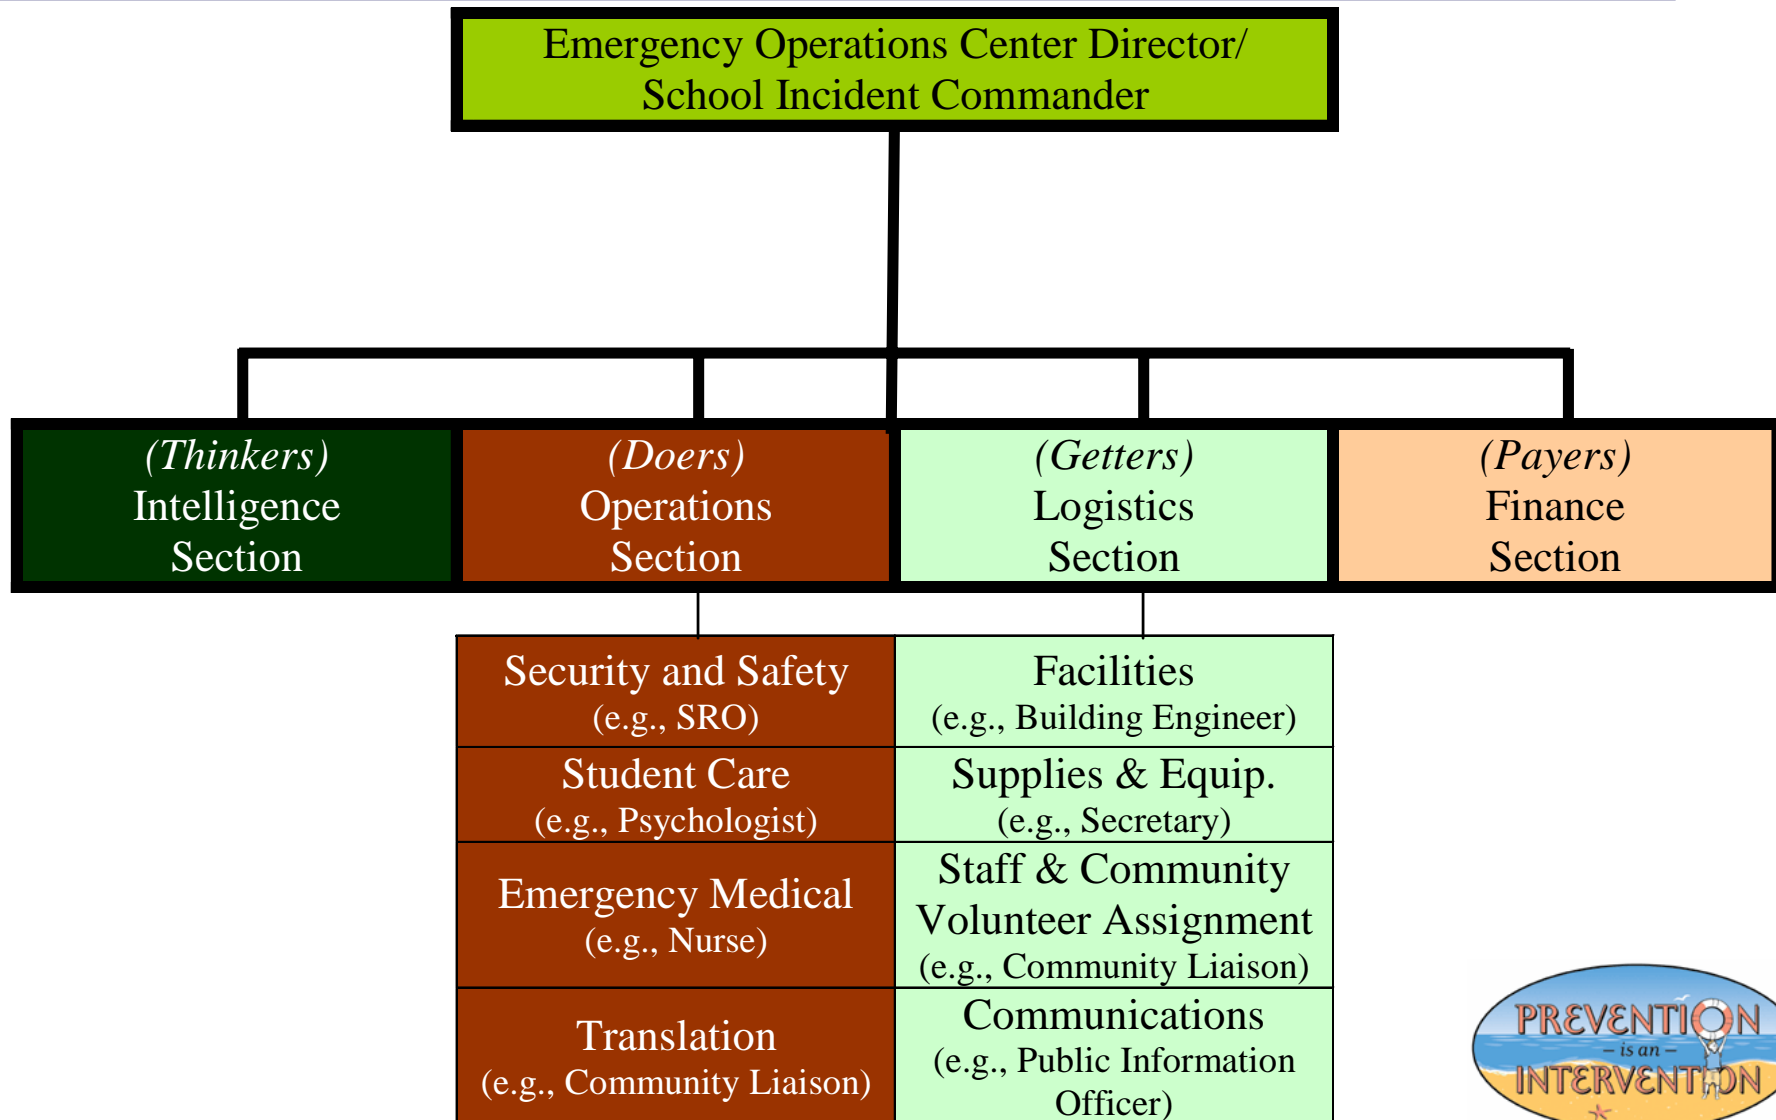 Emergency Operations Center Director/
School Incident Commander
(Thinkers)
Intelligence
Section
(Doers)
Operations
Section
(Getters)
Logistics
Section
(Payers)
Finance
Section
Security and Safety
(e.g., SRO)
Student Care
(e.g., Psychologist)
Emergency Medical
(e.g., Nurse)
Translation
(e.g., Community Liaison)
Facilities
(e.g., Building Engineer)
Supplies & Equip.
(e.g., Secretary)
Staff & Community
Volunteer Assignment
(e.g., Community Liaison)
Communications
(e.g., Public Information
Officer)
PREVENTION
– is an –
INTERVENTION